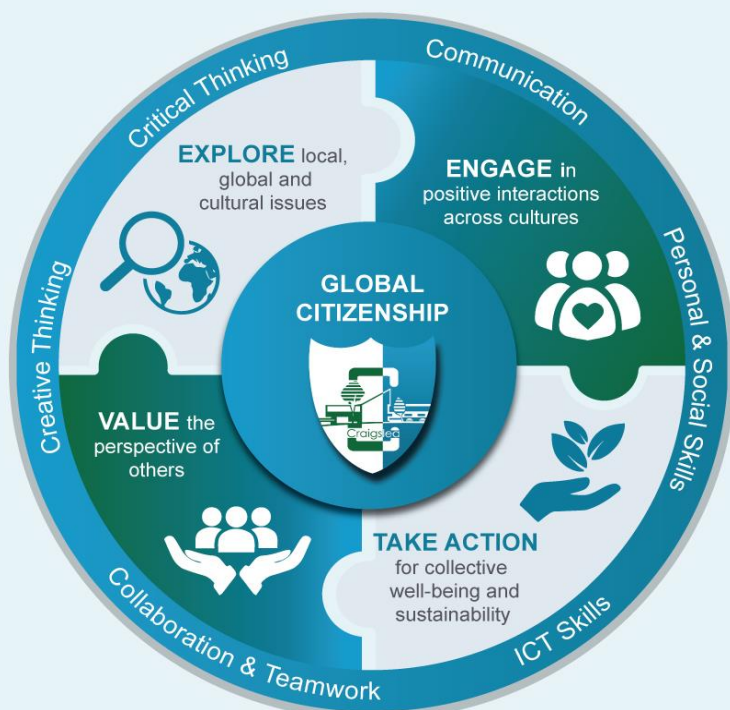 Critical Thinking
Communication
EXPLORE local,
global and
cultural issues
ENGAGE in
positive interactions
across cultures
Creative Thinking
Personal & Social Skills
GLOBAL
CITIZENSHIP
Craigslea
VALUE the
perspective of
others
TAKE ACTION
for collective
well-being and
sustainability
Collaboration & Teamwork
ICT Skills